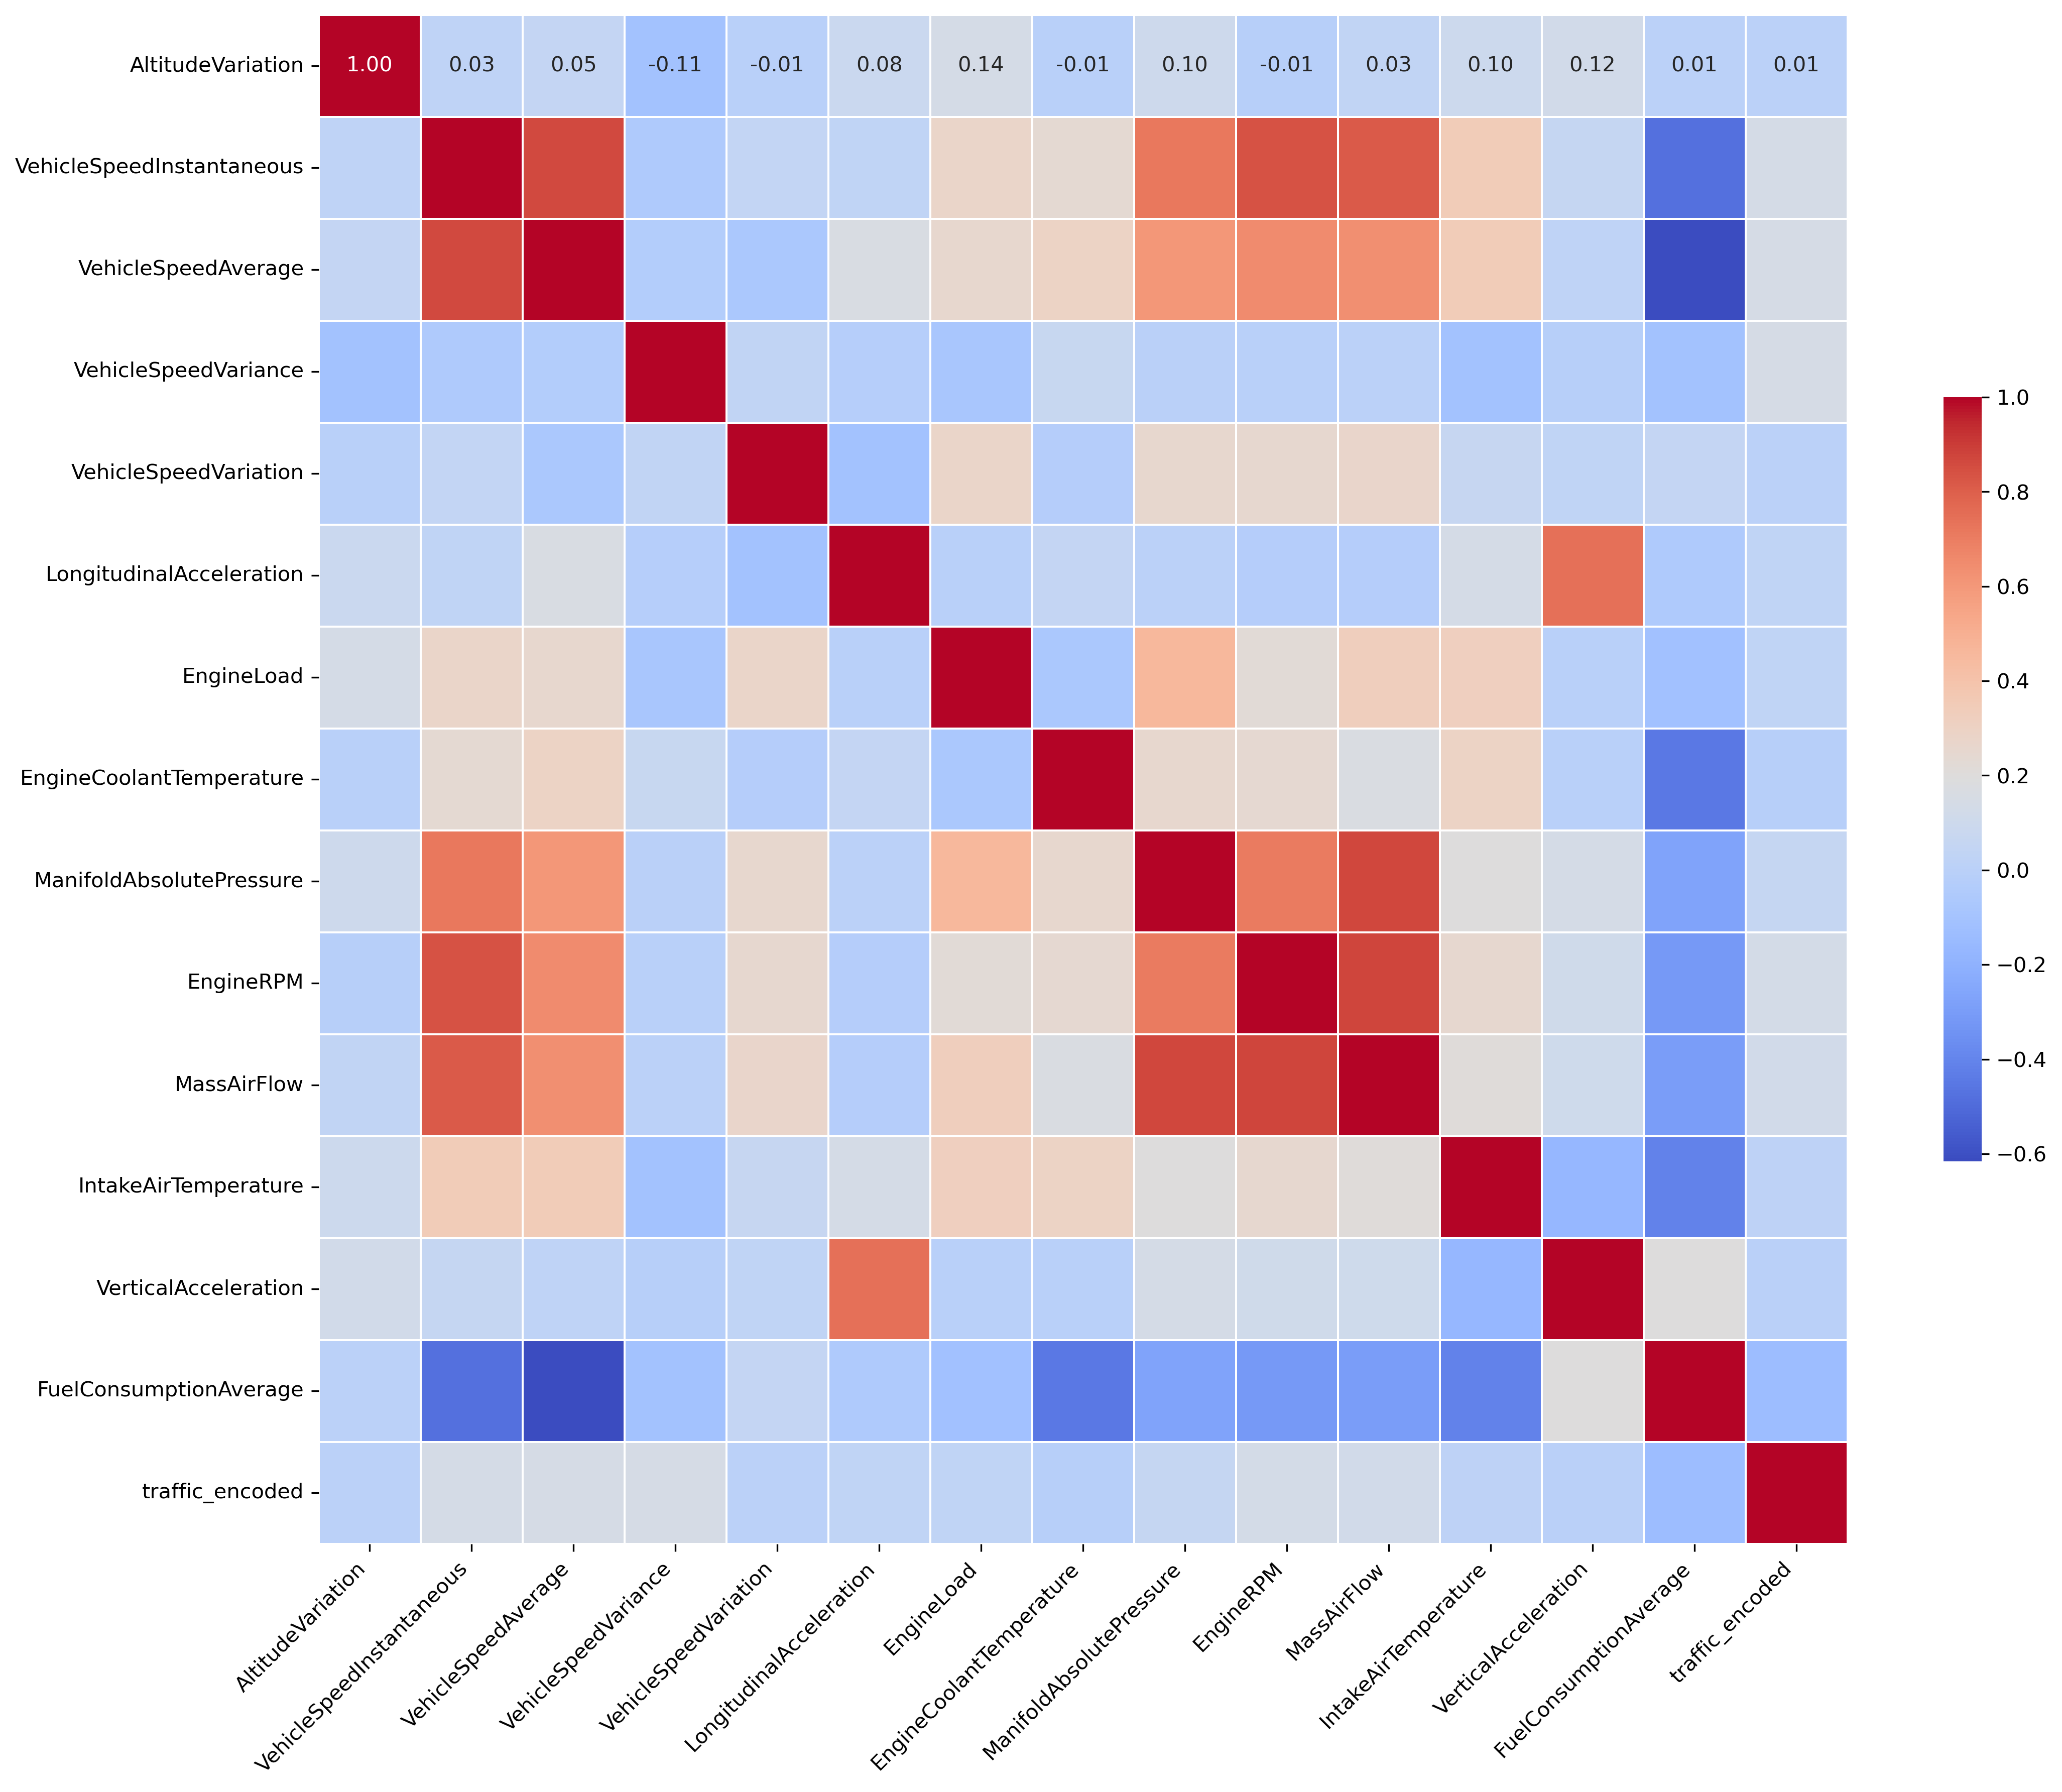 AltitudeVariation 1.00 0.03 0.05 -0.11 -0.01 0.08 0.14 -0.01 0.10 -0.01 0.03 0.10 0.12 0.01 0.01
VehicleSpeedInstantaneous
VehicleSpeedAverage
VehicleSpeedVariance
VehicleSpeedVariation
LongitudinalAcceleration
EngineLoad
EngineCoolantTemperature
ManifoldAbsolutePressure
EngineRPM
MassAirFlow
IntakeAirTemperature
VerticalAcceleration
FuelConsumptionAverage
traffic_encoded
AltitudeVariation
VehicleSpeedInstantaneous
VehicleSpeedAverage
VehicleSpeedVariance
VehicleSpeedVariation
LongitudinalAcceleration
EngineLoad
EngineCoolantTemperature
ManifoldAbsolutePressure
EngineRPM
MassAirFlow
IntakeAirTemperature
VerticalAcceleration
FuelConsumptionAverage
traffic_encoded
1.0
0.8
0.6
0.4
0.2
0.0
−0.2
−0.4
−0.6